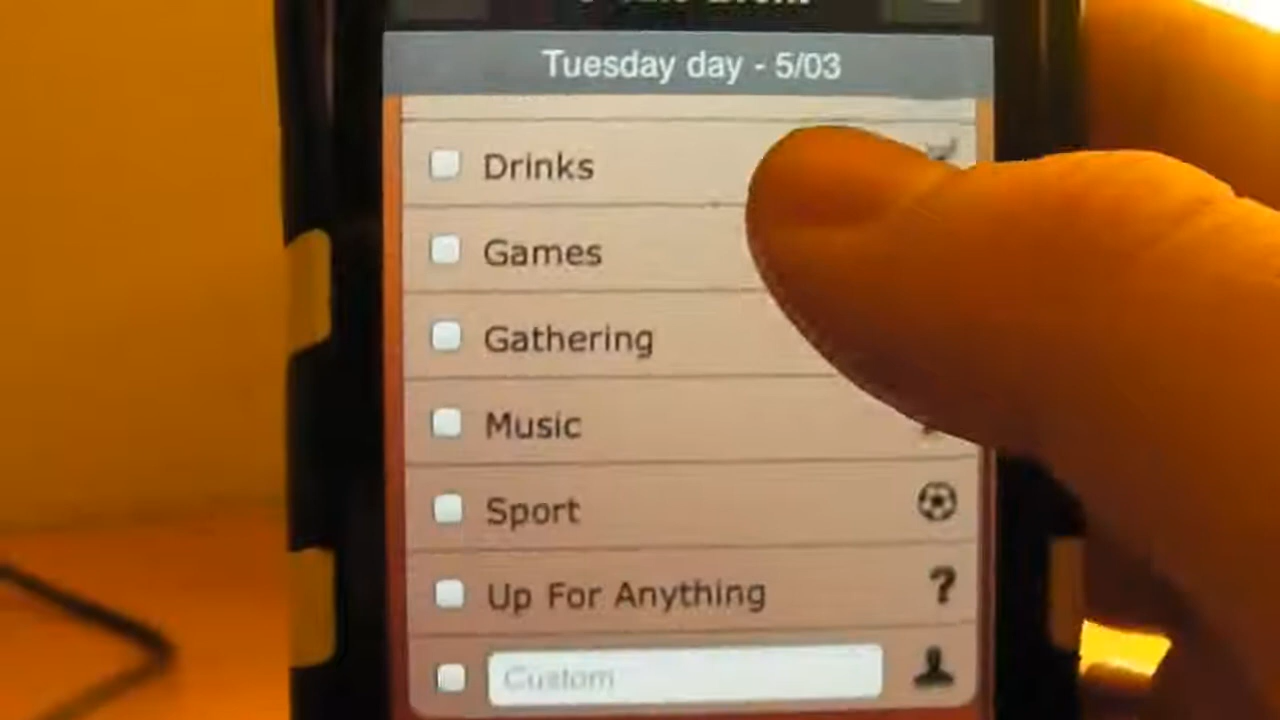 Tuesday day - 5/03
Drinks
Games
Gathering
Music
Sport
Up For Anything
?
Custom